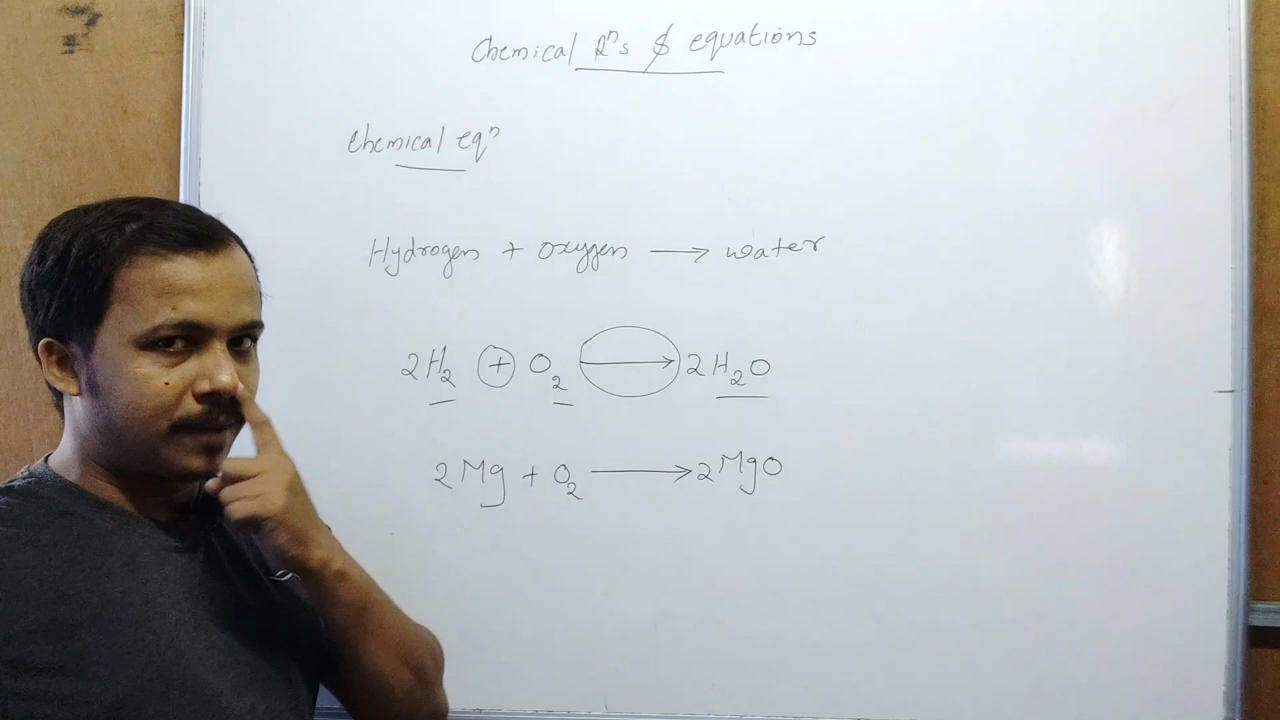 Chemical Rⁿs & equations
Chemical eqⁿ
Hydrogen + oxygen → water
2H₂ + O₂ → 2H₂O
2Mg + O₂ → 2MgO